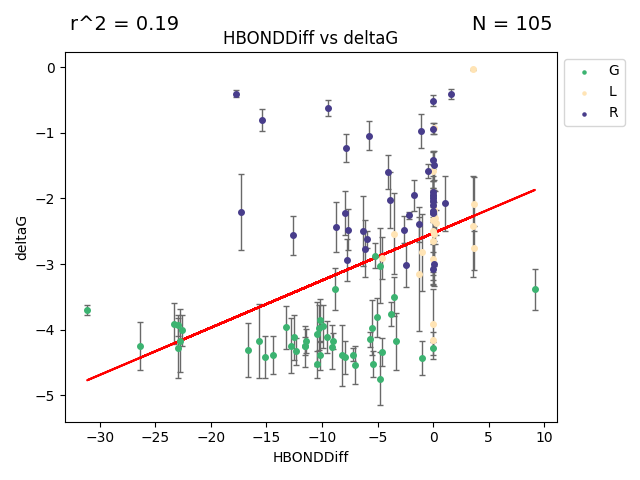 r^2 = 0.19
N = 105
HBONDDiff vs deltaG
G
L
R
0
−1
−2
−3
−4
−5
deltaG
−30 −25 −20 −15 −10 −5 0 5 10
HBONDDiff